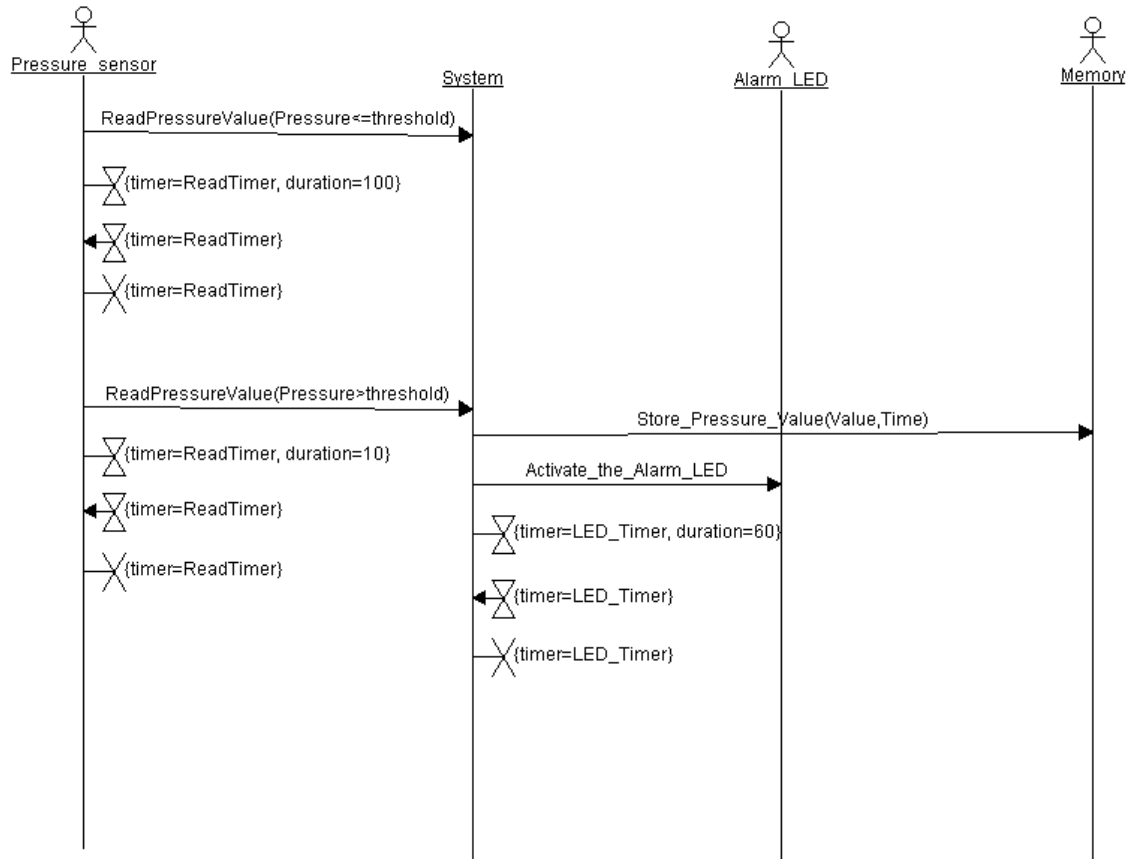 Pressure_sensor
System
Alarm_LED
Memory
ReadPressureValue(Pressure<=threshold)
{timer=ReadTimer, duration=100}
{timer=ReadTimer}
{timer=ReadTimer}
ReadPressureValue(Pressure>threshold)
Store_Pressure_Value(Value,Time)
{timer=ReadTimer, duration=10}
Activate_the_Alarm_LED
{timer=ReadTimer}
{timer=LED_Timer, duration=60}
{timer=ReadTimer}
{timer=LED_Timer}
{timer=LED_Timer}